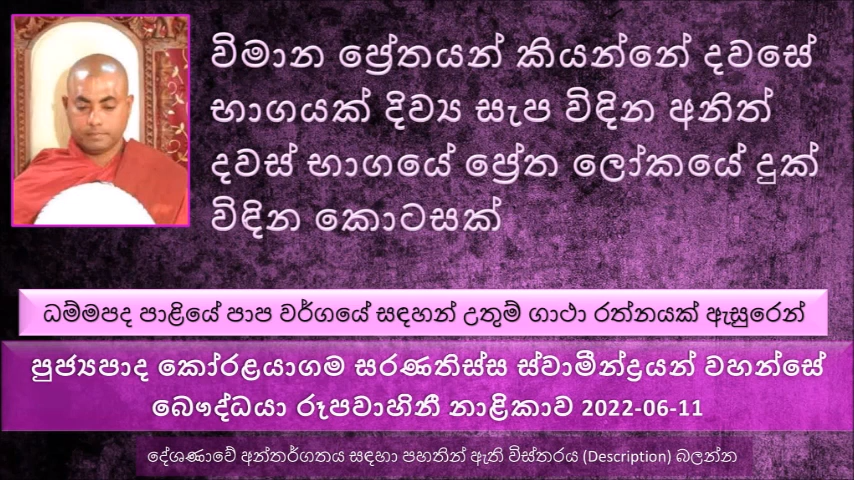 විමාන ප්‍රේතයන් කියන්නේ දවසේ
භාගයක් දිව්‍ය සැප විඳින අනිත්
දවස් භාගයේ ප්‍රේත ලෝකයේ දුක්
විඳින කොටසක්
ධම්මපද පාළියේ පාප වර්ගයේ සඳහන් උතුම් ගාථා රත්නයක් ඇසුරෙන්
පුජ්‍යපාද කෝරළයාගම සරණතිස්ස ස්වාමීන්ද්‍රයන් වහන්සේ
බෞද්ධයා රූපවාහිනී නාළිකාව 2022-06-11
දේශණාවේ අන්තර්ගතය සඳහා පහතින් ඇති විස්තරය (Description) බලන්න